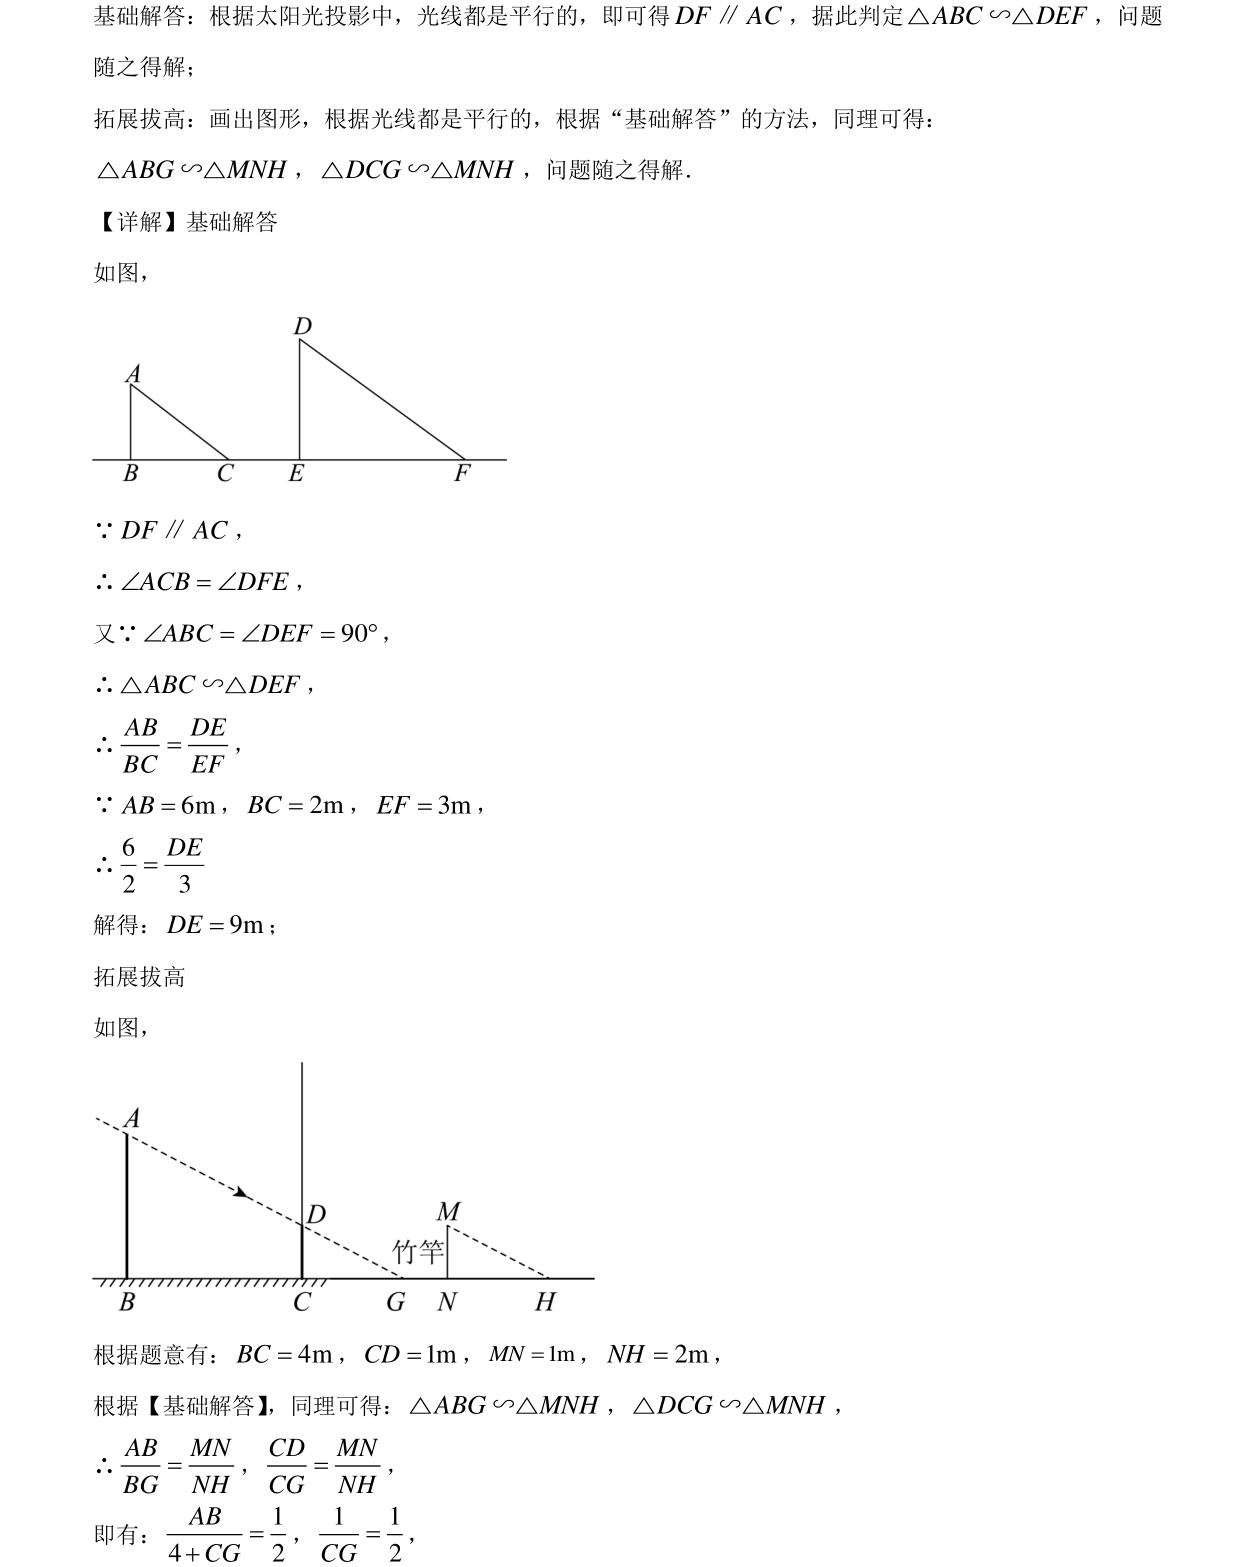 基础解答：根据太阳光投影中，光线都是平行的，即可得DF∥AC，据此判定△ABC∽△DEF，问题
随之得解；
拓展拔高：画出图形，根据光线都是平行的，根据“基础解答”的方法，同理可得：
△ABG∽△MNH，△DCG∽△MNH，问题随之得解．
【详解】基础解答
如图，
D
A
B C E F
∵DF∥AC，
∴∠ACB=∠DFE，
又∵∠ABC=∠DEF=90°，
∴△ABC∽△DEF，
∴AB/BC=DE/EF，
∵AB=6m，BC=2m，EF=3m，
∴6/2=DE/3
解得：DE=9m；
拓展拔高
如图，
A
D M
竹竿
B C G N H
根据题意有：BC=4m，CD=1m，MN=1m，NH=2m，
根据【基础解答】，同理可得：△ABG∽△MNH，△DCG∽△MNH，
∴AB/BG=MN/NH，CD/CG=MN/NH，
即有：AB/(4+CG)=1/2，1/CG=1/2，